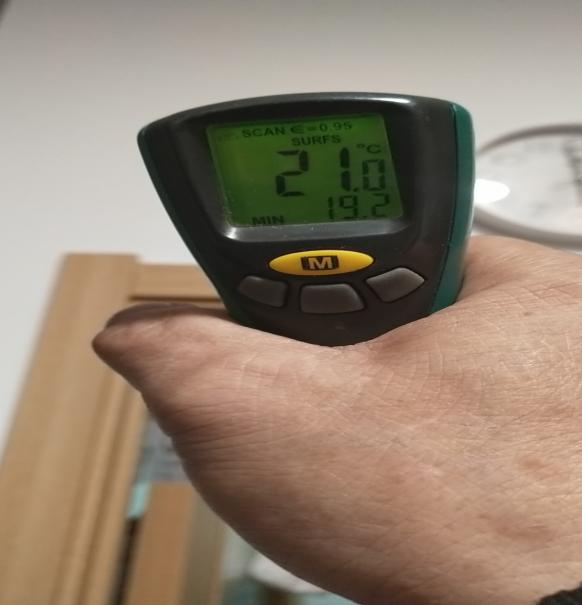 SCAN ∈=0.95
SURFS
21.0 °C
MIN 19.2
M